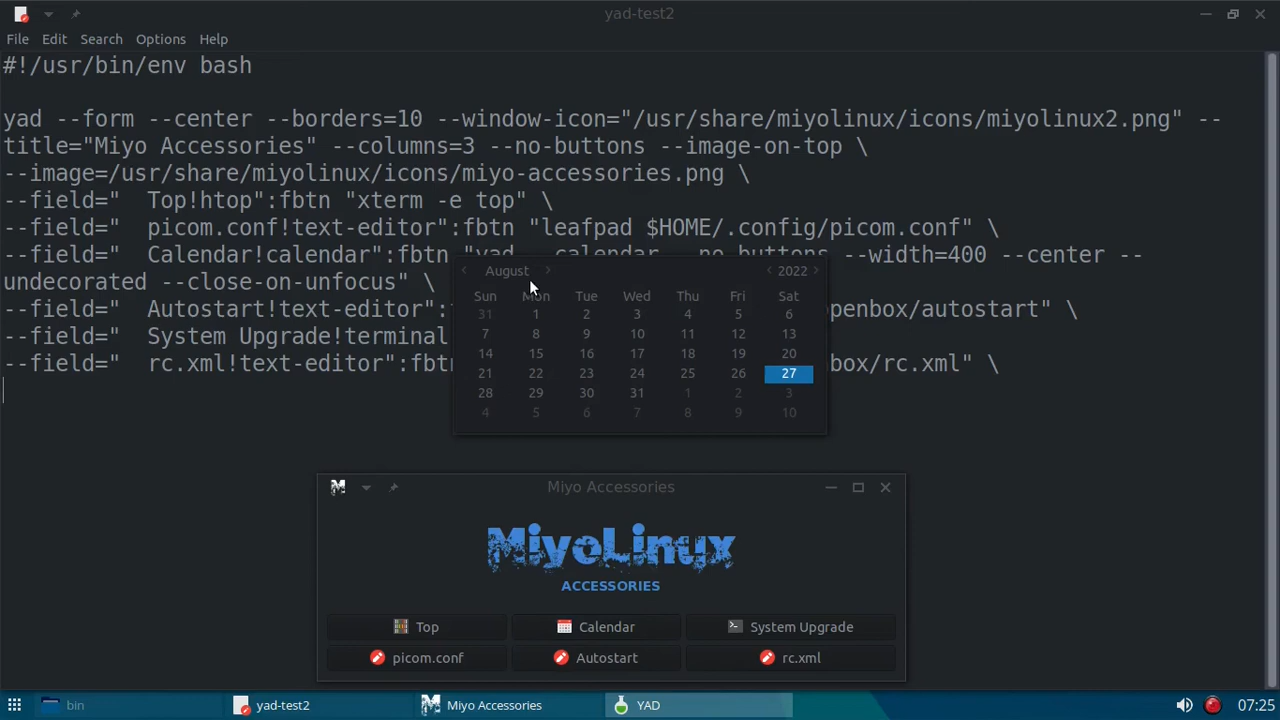 yad-test2
File Edit Search Options Help
#!/usr/bin/env bash
yad --form --center --borders=10 --window-icon="/usr/share/miyolinux/icons/miyolinux2.png" --
title="Miyo Accessories" --columns=3 --no-buttons --image-on-top \
--image=/usr/share/miyolinux/icons/miyo-accessories.png \
--field="  Top!htop":fbtn "xterm -e top" \
--field="  picom.conf!text-editor":fbtn "leafpad $HOME/.config/picom.conf" \
--field="  Calendar!calendar":fbtn "yad --calendar --no-buttons --width=400 --center --
undecorated --close-on-unfocus" \
--field="  Autostart!text-editor" openbox/autostart" \
--field="  System Upgrade!terminal
--field="  rc.xml!text-editor":fbtn box/rc.xml" \
August 2022
Sun Mon Tue Wed Thu Fri Sat
31 1 2 3 4 5 6
7 8 9 10 11 12 13
14 15 16 17 18 19 20
21 22 23 24 25 26 27
28 29 30 31 1 2 3
4 5 6 7 8 9 10
Miyo Accessories
MiyoLinux
ACCESSORIES
Top Calendar System Upgrade
picom.conf Autostart rc.xml
bin yad-test2 Miyo Accessories YAD 07:25